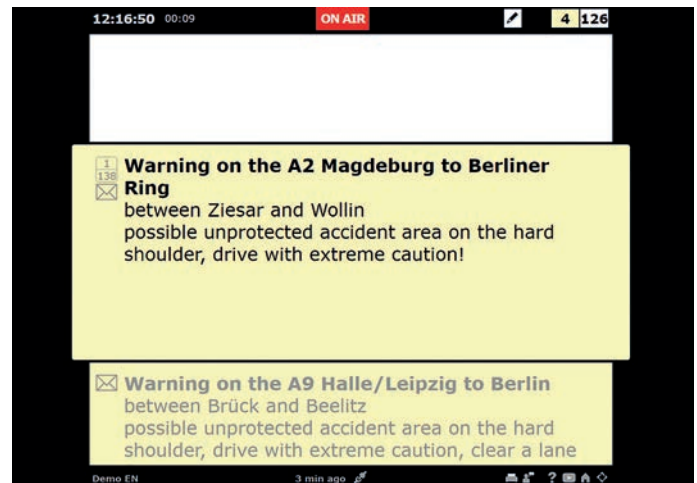 12:16:50 00:09 ON AIR 4 126
1
138
Warning on the A2 Magdeburg to Berliner
Ring
between Ziesar and Wollin
possible unprotected accident area on the hard
shoulder, drive with extreme caution!
Warning on the A9 Halle/Leipzig to Berlin
between Brück and Beelitz
possible unprotected accident area on the hard
shoulder, drive with extreme caution, clear a lane
Demo EN 3 min ago ?